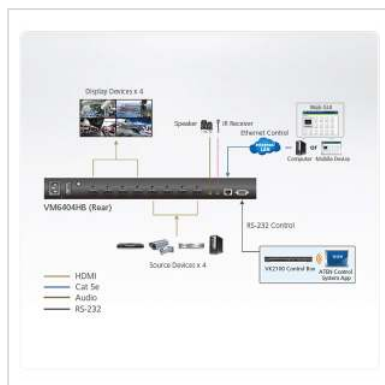 Display Devices x 4
Web GUI
Speaker
IR Receiver
Ethernet Control
Internet
LAN
Computer
or
Mobile Device
VM6404HB (Rear)
RS-232 Control
Source Devices x 4
VK2100 Control Box
ATEN Control
System App
HDMI
Cat 5e
Audio
RS-232